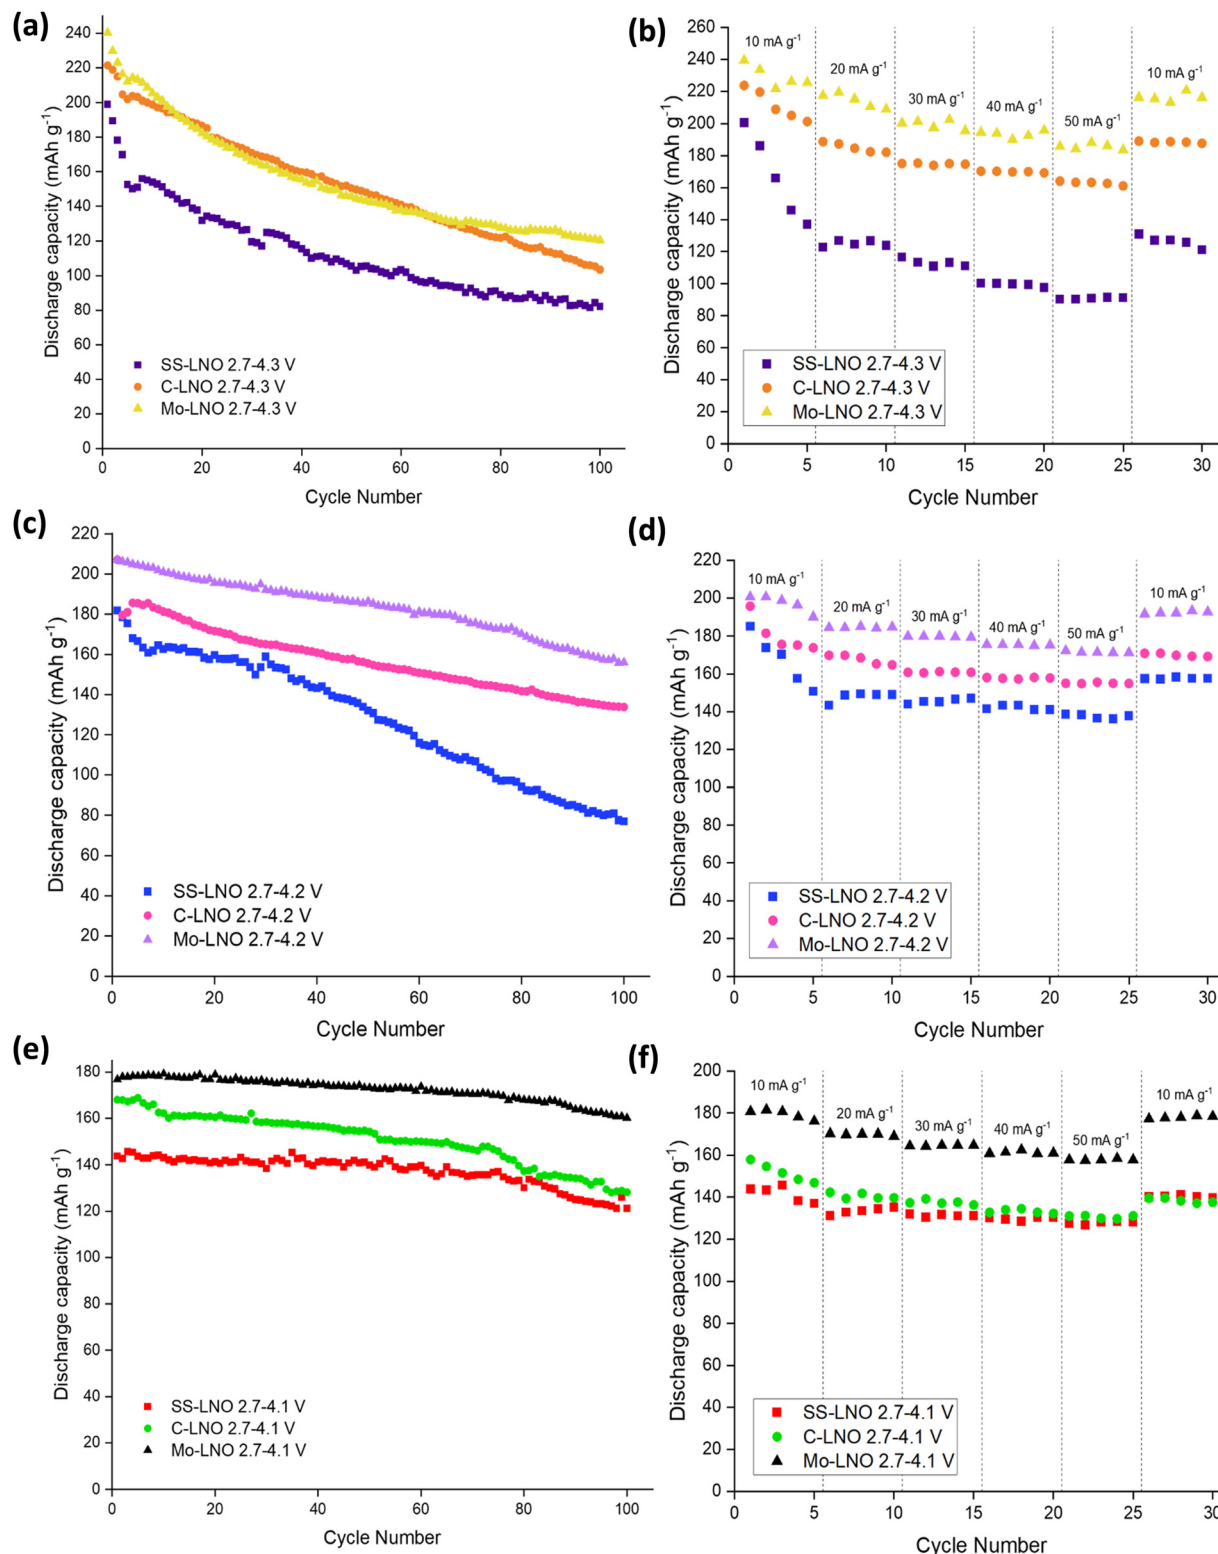 (a)
240
220
200
180
160
140
120
100
80
60
40
20
0
Discharge capacity (mAh g⁻¹)
SS-LNO 2.7-4.3 V
C-LNO 2.7-4.3 V
Mo-LNO 2.7-4.3 V
0 20 40 60 80 100
Cycle Number
(b)
260
240
220
200
180
160
140
120
100
80
60
40
20
0
Discharge capacity (mAh g⁻¹)
10 mA g⁻¹
20 mA g⁻¹
30 mA g⁻¹
40 mA g⁻¹
50 mA g⁻¹
10 mA g⁻¹
SS-LNO 2.7-4.3 V
C-LNO 2.7-4.3 V
Mo-LNO 2.7-4.3 V
0 5 10 15 20 25 30
Cycle Number
(c)
220
200
180
160
140
120
100
80
60
40
20
0
Discharge capacity (mAh g⁻¹)
SS-LNO 2.7-4.2 V
C-LNO 2.7-4.2 V
Mo-LNO 2.7-4.2 V
0 20 40 60 80 100
Cycle Number
(d)
220
200
180
160
140
120
100
80
60
40
20
0
Discharge capacity (mAh g⁻¹)
10 mA g⁻¹
20 mA g⁻¹
30 mA g⁻¹
40 mA g⁻¹
50 mA g⁻¹
10 mA g⁻¹
SS-LNO 2.7-4.2 V
C-LNO 2.7-4.2 V
Mo-LNO 2.7-4.2 V
0 5 10 15 20 25 30
Cycle Number
(e)
180
160
140
120
100
80
60
40
20
0
Discharge capacity (mAh g⁻¹)
SS-LNO 2.7-4.1 V
C-LNO 2.7-4.1 V
Mo-LNO 2.7-4.1 V
0 20 40 60 80 100
Cycle Number
(f)
200
180
160
140
120
100
80
60
40
20
0
Discharge capacity (mAh g⁻¹)
10 mA g⁻¹
20 mA g⁻¹
30 mA g⁻¹
40 mA g⁻¹
50 mA g⁻¹
10 mA g⁻¹
SS-LNO 2.7-4.1 V
C-LNO 2.7-4.1 V
Mo-LNO 2.7-4.1 V
0 5 10 15 20 25 30
Cycle Number